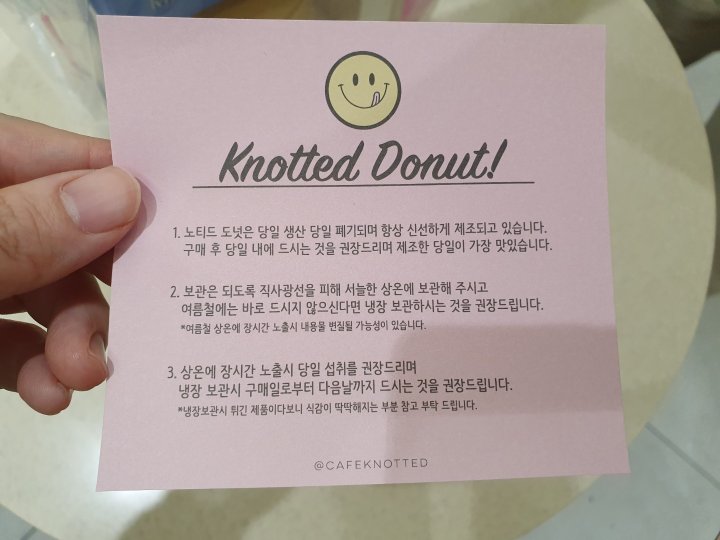 Knotted Donut!
1. 노티드 도넛은 당일 생산 당일 폐기되며 항상 신선하게 제조되고 있습니다.
구매 후 당일 내에 드시는 것을 권장드리며 제조한 당일이 가장 맛있습니다.
2. 보관은 되도록 직사광선을 피해 서늘한 상온에 보관해 주시고
여름철에는 바로 드시지 않으신다면 냉장 보관하시는 것을 권장드립니다.
*여름철 상온에 장시간 노출시 내용물 변질될 가능성이 있습니다.
3. 상온에 장시간 노출시 당일 섭취를 권장드리며
냉장 보관시 구매일로부터 다음날까지 드시는 것을 권장드립니다.
*냉장보관시 튀긴 제품이다보니 식감이 딱딱해지는 부분 참고 부탁 드립니다.
@CAFEKNOTTED